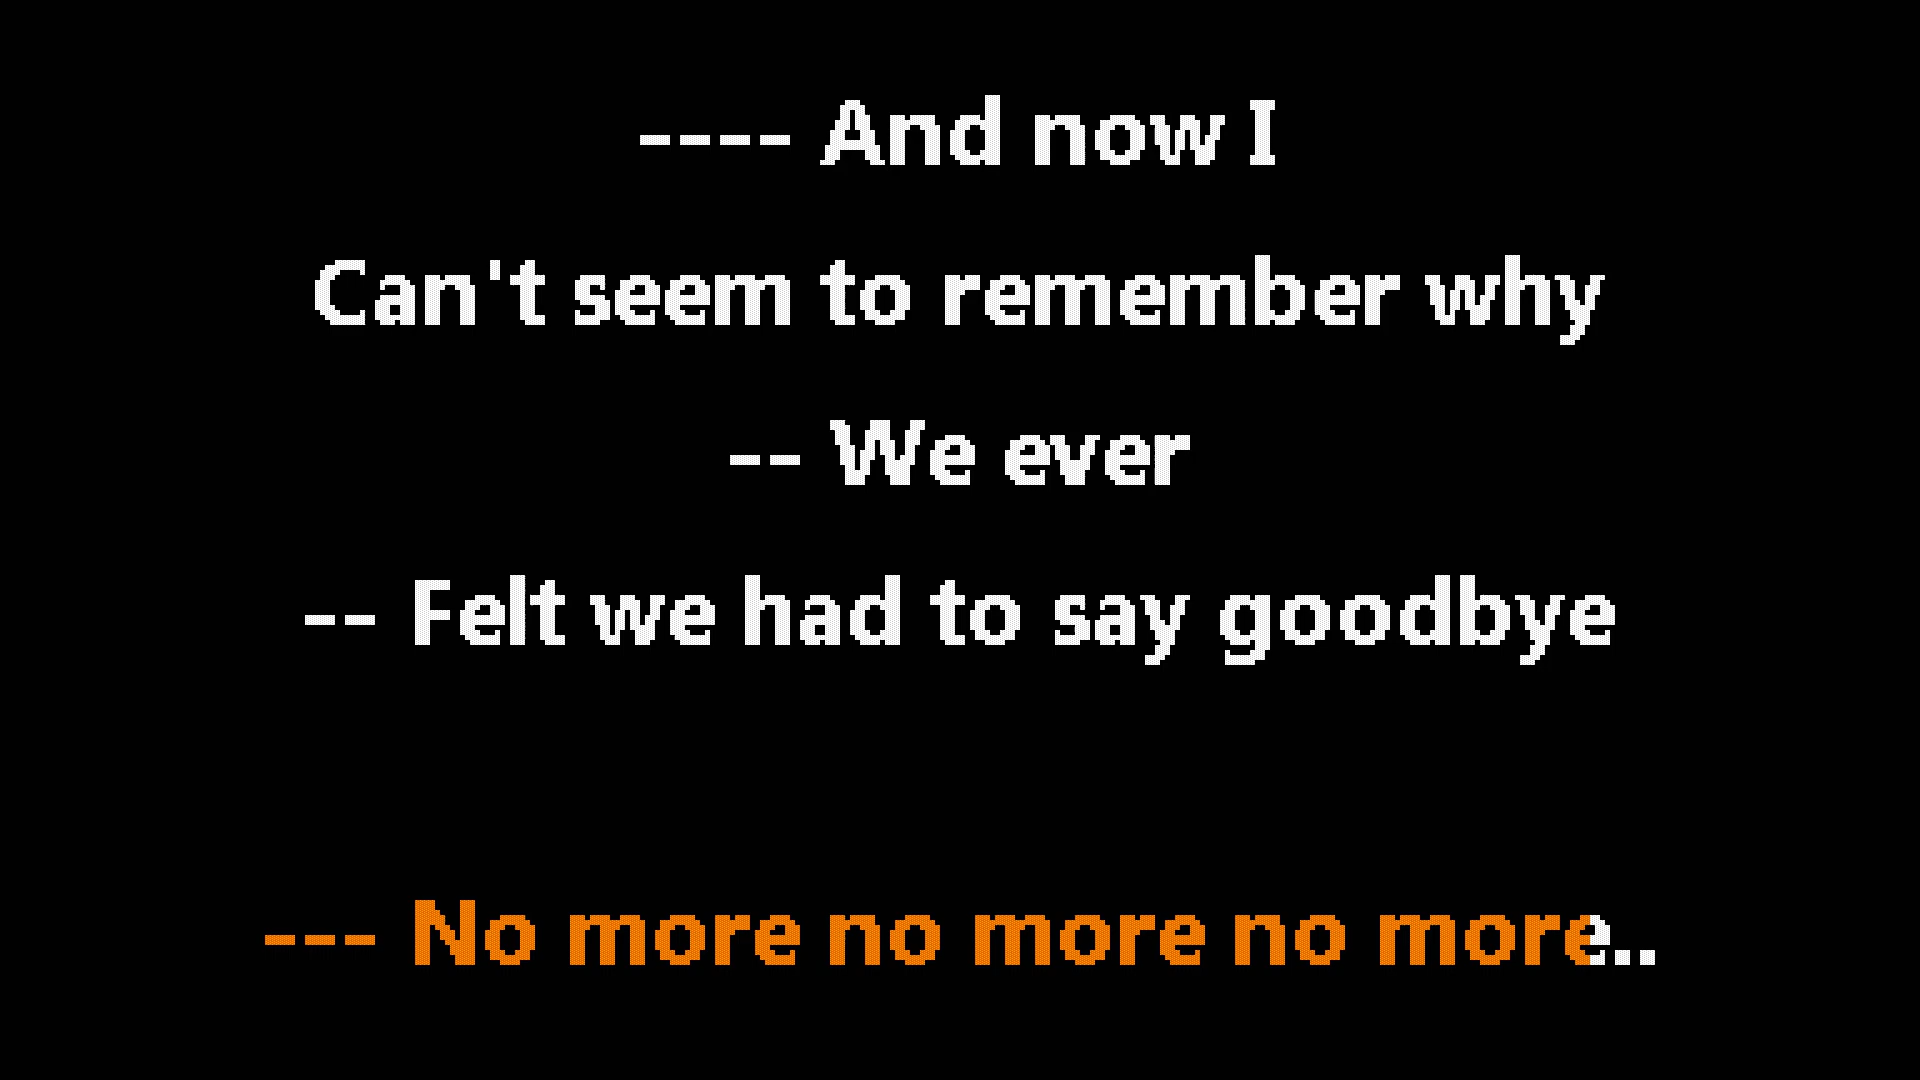 ---- And now I
Can't seem to remember why
-- We ever
-- Felt we had to say goodbye
--- No more no more no more..